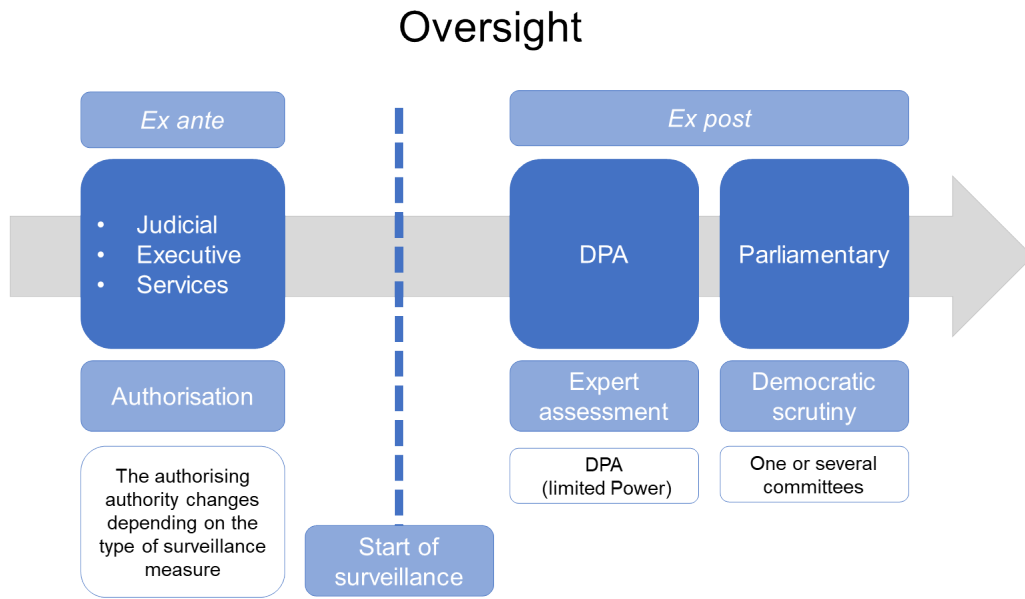 Oversight
Ex ante
Ex post
• Judicial
• Executive
• Services
DPA
Parliamentary
Authorisation
Expert
assessment
Democratic
scrutiny
The authorising
authority changes
depending on the
type of surveillance
measure
DPA
(limited Power)
One or several
committees
Start of
surveillance